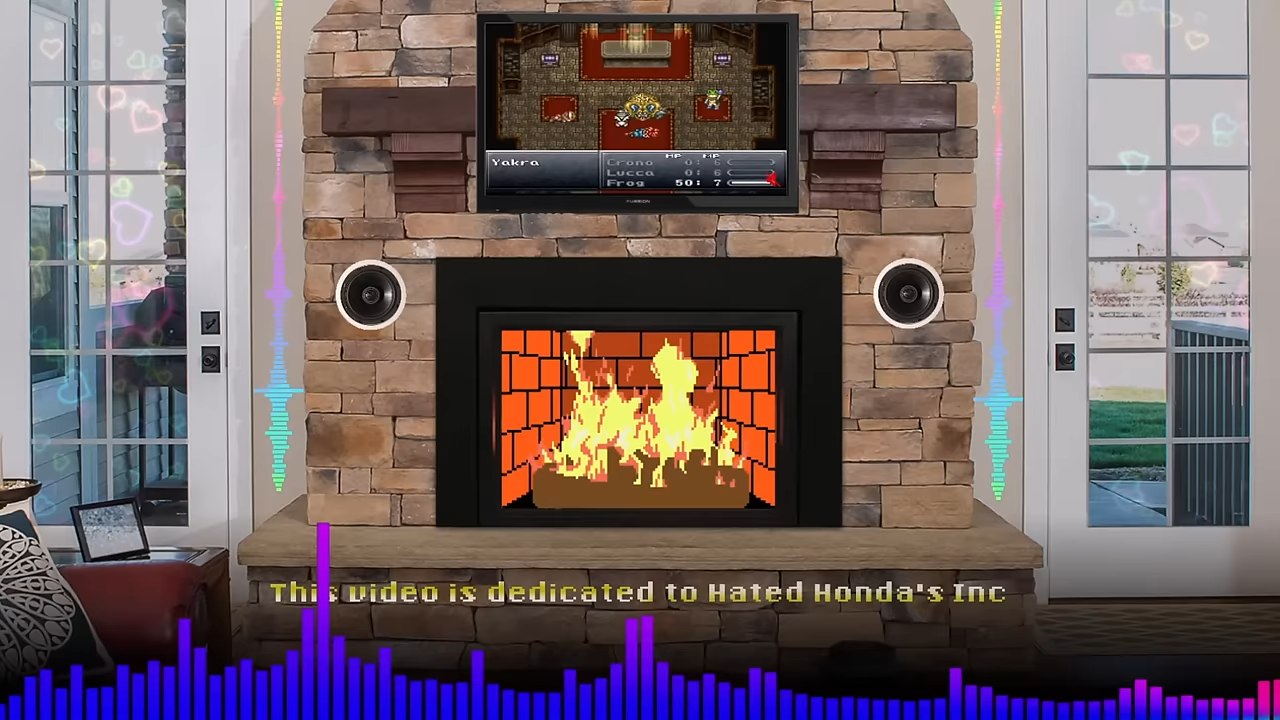 Yakra
HP MP
Crono 0: 6
Lucca 0: 6
Frog 50: 7
FURRION
This video is dedicated to Hated Honda's Inc